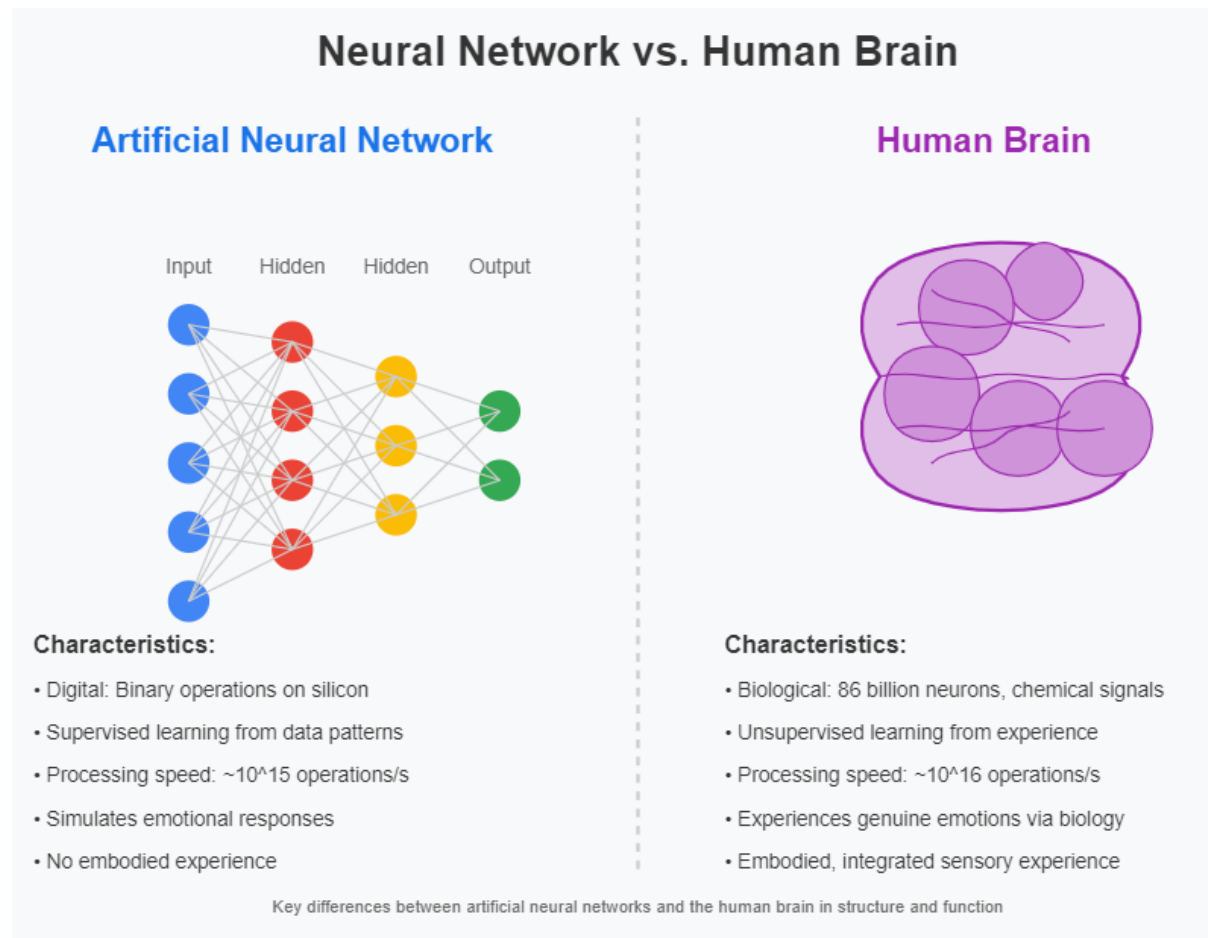 Neural Network vs. Human Brain
Artificial Neural Network
Input Hidden Hidden Output
Characteristics:
• Digital: Binary operations on silicon
• Supervised learning from data patterns
• Processing speed: ~10^15 operations/s
• Simulates emotional responses
• No embodied experience
Human Brain
Characteristics:
• Biological: 86 billion neurons, chemical signals
• Unsupervised learning from experience
• Processing speed: ~10^16 operations/s
• Experiences genuine emotions via biology
• Embodied, integrated sensory experience
Key differences between artificial neural networks and the human brain in structure and function